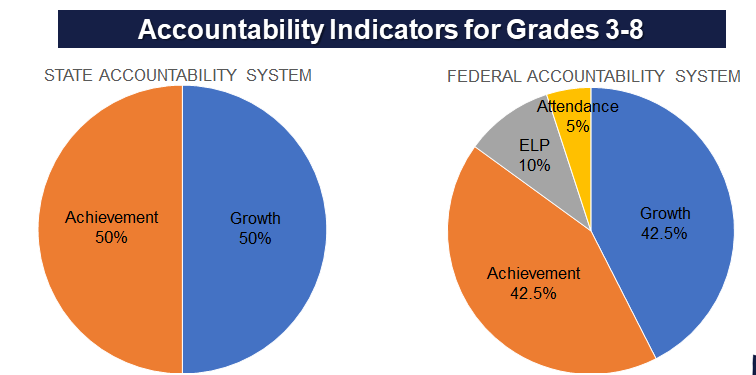 Accountability Indicators for Grades 3-8
STATE ACCOUNTABILITY SYSTEM
Achievement
50%
Growth
50%
FEDERAL ACCOUNTABILITY SYSTEM
Attendance
5%
ELP
10%
Growth
42.5%
Achievement
42.5%